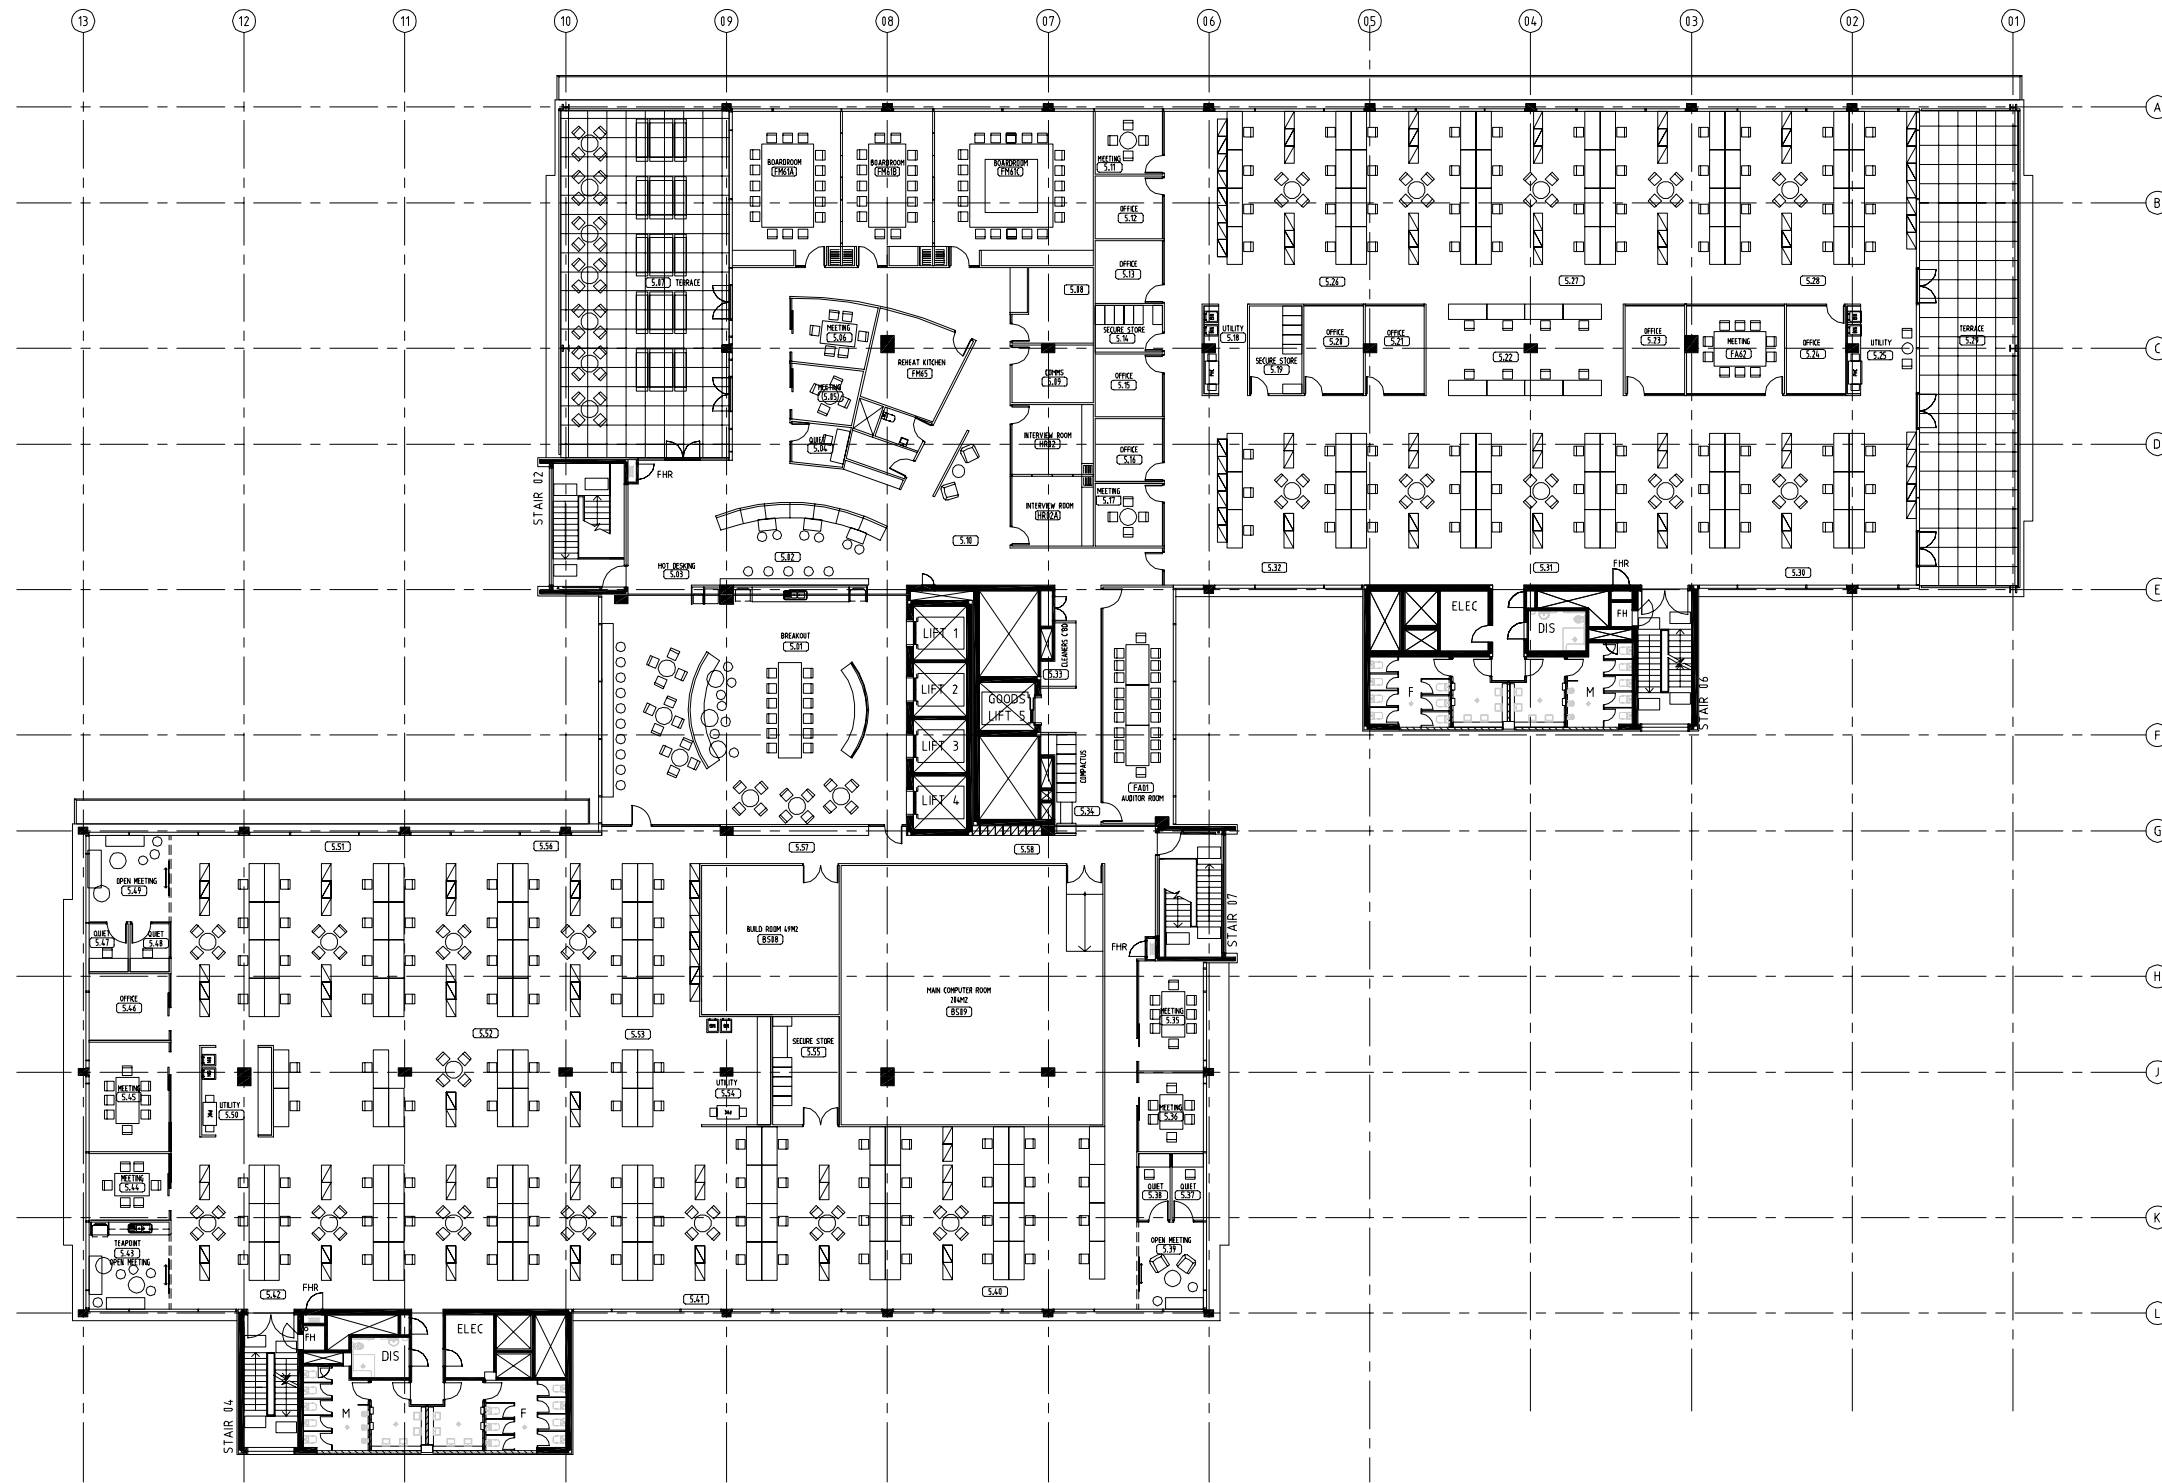 13 12 11 10 09 08 07 06 05 04 03 02 01
A
BOARDROOM
FM61A
BOARDROOM
FM61B
BOARDROOM
FM61C
MEETING
5.11
B
OFFICE
5.12
OFFICE
5.13
5.07 TERRACE
5.08
5.26
5.27
5.28
MEETING
5.06
SECURE STORE
5.14
UTILITY
5.18
OFFICE
5.20
OFFICE
5.21
OFFICE
5.23
MEETING
FA62
OFFICE
5.24
UTILITY
5.25
TERRACE
5.29
C
SECURE STORE
5.19
5.22
REHEAT KITCHEN
FM65
COMMS
5.09
OFFICE
5.15
MEETING
5.05
QUIET
5.04
INTERVIEW ROOM
HR02
OFFICE
5.16
D
STAIR 02
FHR
INTERVIEW ROOM
HR02A
MEETING
5.17
5.10
5.02
HOT DESKING
5.03
5.32
5.31
FHR
5.30
E
BREAKOUT
5.01
LIFT 1
LIFT 2
LIFT 3
LIFT 4
GOODS
LIFT 5
CLEANERS C'BD
5.33
COMPACTUS
5.34
FA01
AUDITOR ROOM
ELEC
DIS
FH
F
M
STAIR 06
F
G
5.51
5.56
5.57
5.58
OPEN MEETING
5.49
QUIET
5.47
QUIET
5.48
BUILD ROOM 49M2
BS08
STAIR 07
FHR
H
OFFICE
5.46
MAIN COMPUTER ROOM
204M2
BS09
MEETING
5.35
5.52
5.53
SECURE STORE
5.55
J
MEETING
5.45
UTILITY
5.50
UTILITY
5.54
MEETING
5.36
MEETING
5.44
QUIET
5.38
QUIET
5.37
K
TEAPOINT
5.43
OPEN MEETING
OPEN MEETING
5.39
5.42
FHR
5.41
5.40
L
FH
DIS
ELEC
M
F
STAIR 04